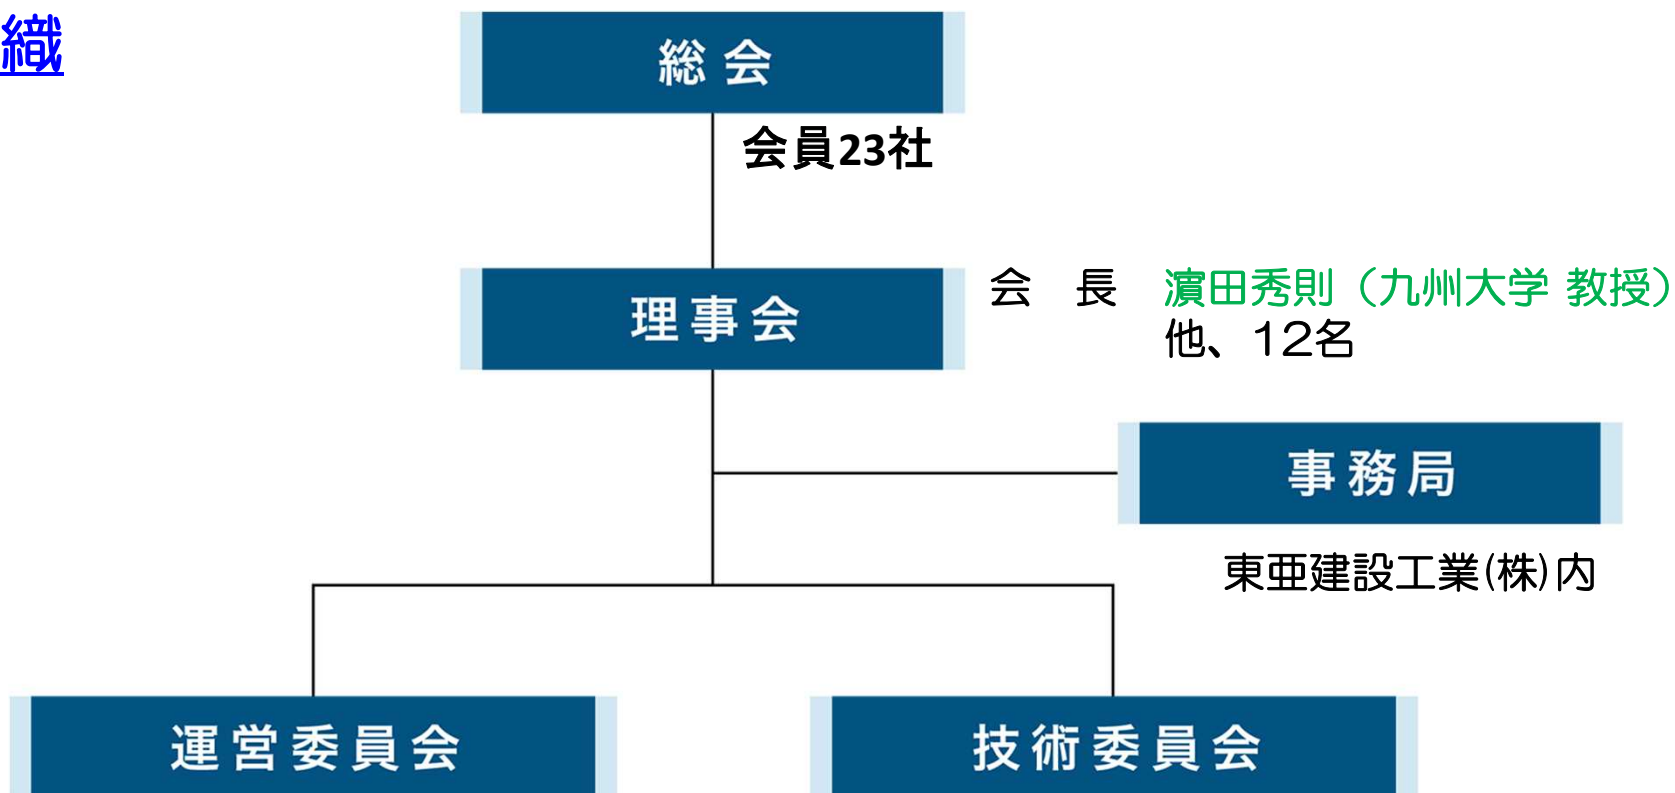 織
総会
会員23社
理事会
会　長　濵田秀則（九州大学 教授）
他、12名
事務局
東亜建設工業(株)内
運営委員会
技術委員会